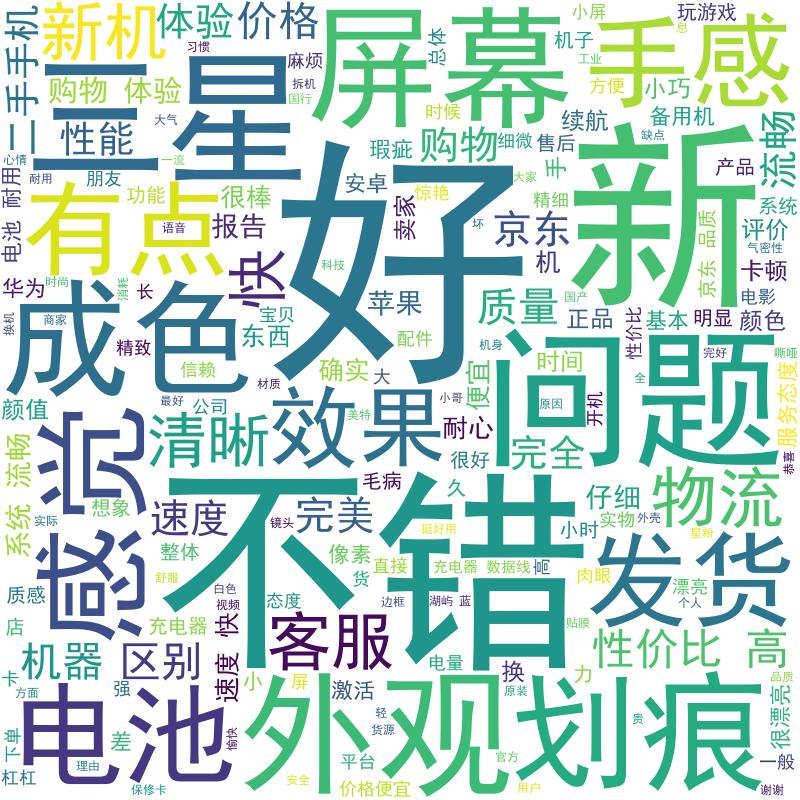 二手手机
新机
体验
价格
屏幕
总体
机子
小屏
玩游戏
息
手感
工业
习惯
麻烦
拆机
国行
方便
小巧
三星
购物 体验
性能
大气
时候
购物
细微
续航
售后
备用机
缺点
流畅
心情
耐用
一流
瑕疵
手
大家
产品
电池 耐用
朋友
功能
很棒
安卓
惊艳
精细
系统
有点
语音
报告
卖家
坏
京东
新
京东 品质
评价
气密性
好
快
科技
机
卡顿
华为
时尚
消耗
长
苹果
质量
国产
电影
换机
商家
成色
宝贝
东西
配件
正品
性价比
基本
明显
颜色
精致
信赖
确实
大
机身
问题
时间
完好
嘶哑
材质
便宜
全
服务态度
颜值
最好
公司
效果
美特
小哥
耐心
原因
开机
感觉
清晰
很好
完全
恭喜
系统 流畅
毛病
久
仔细
物流
想象
速度
镜头
完美
不错
挺好用
小时
实物
外壳
星粉
实际
整体
像素
货
直接
充电器
数据线
高
肉眼
发货
漂亮
个人
质感
舒服
白色
视频
态度
边框
湖屿
蓝
贴膜
店
充电器
快
客服
性价比 高
机器
区别
速度 快
电量
换
力
品质
卡
方面
强
小
屏
激活
轻
货源
原装
贵
很漂亮
电池
外观
划痕
下单
差
愉快
平台
官方
一般
杠杠
理由
保修卡
安全
价格便宜
用户
谢谢